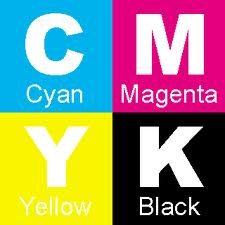 C M
Cyan Magenta
Y K
Yellow Black